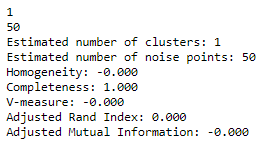 1
50
Estimated number of clusters: 1
Estimated number of noise points: 50
Homogeneity: -0.000
Completeness: 1.000
V-measure: -0.000
Adjusted Rand Index: 0.000
Adjusted Mutual Information: -0.000